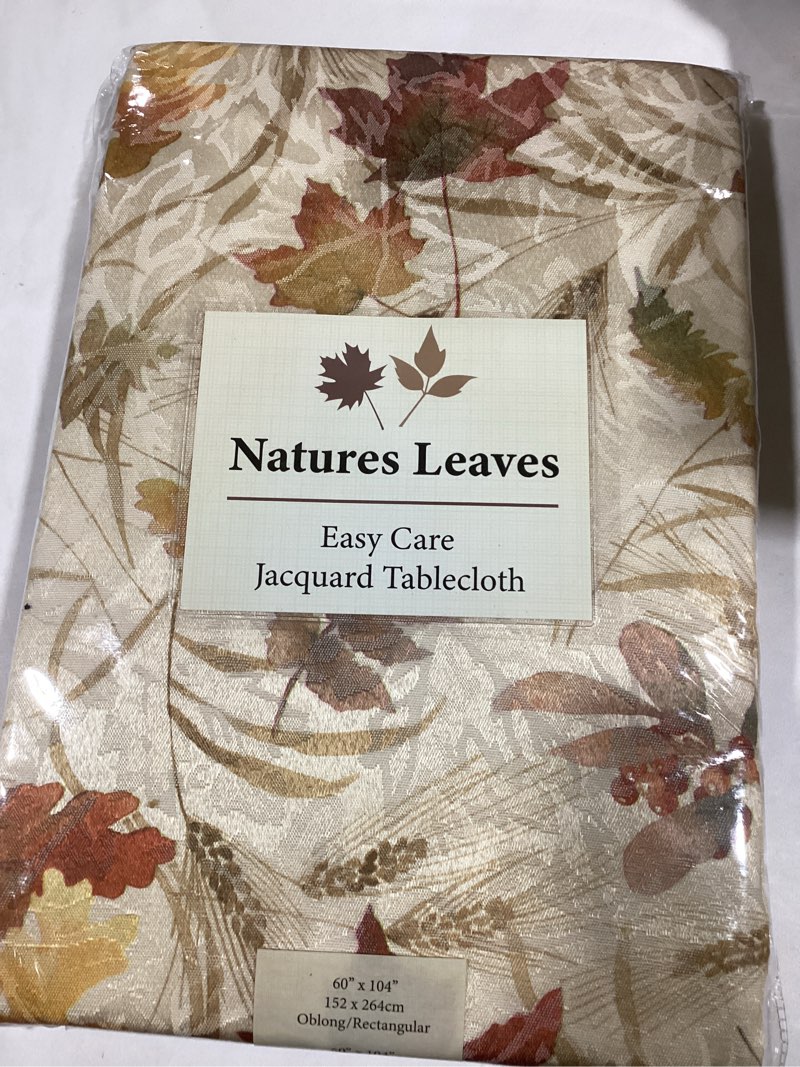 Natures Leaves
Easy Care
Jacquard Tablecloth
60” x 104”
152 x 264cm
Oblong/Rectangular